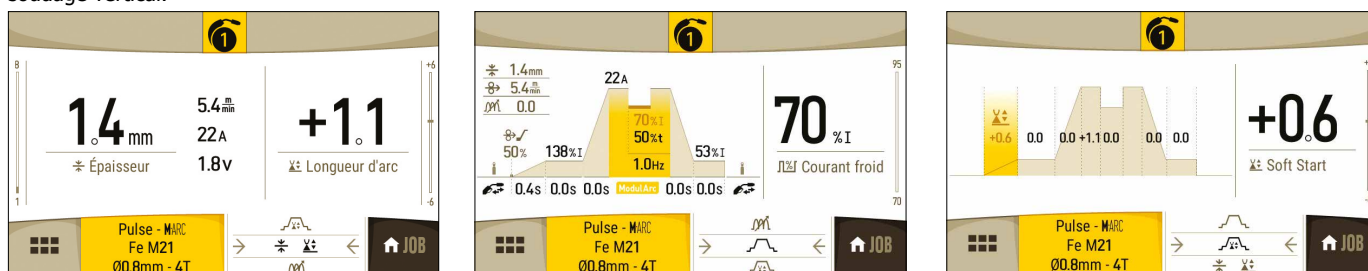 soudage vertical.
1
8
+6
1.4 mm
Épaisseur
5.4 m/min
22A
1.8V
+1.1
Longueur d'arc
1
-6
Pulse - MARC
Fe M21
Ø0.8mm - 4T
JOB
1
1.4mm
5.4 m/min
0.0
50%
138%I
22A
70%I
50%t
1.0Hz
53%I
0.4s 0.0s 0.0s ModulArc 0.0s 0.0s
70 %I
Courant froid
95
70
Pulse - MARC
Fe M21
Ø0.8mm - 4T
JOB
1
+0.6 0.0 0.0 +1.1 0.0 0.0 0.0
+0.6
Soft Start
Pulse - MARC
Fe M21
Ø0.8mm - 4T
JOB